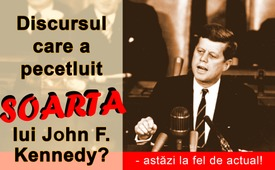 Discursul
care a
pecetluit
SOARTA
lui John F.
Kennedy?
- astăzi la fel de actual!